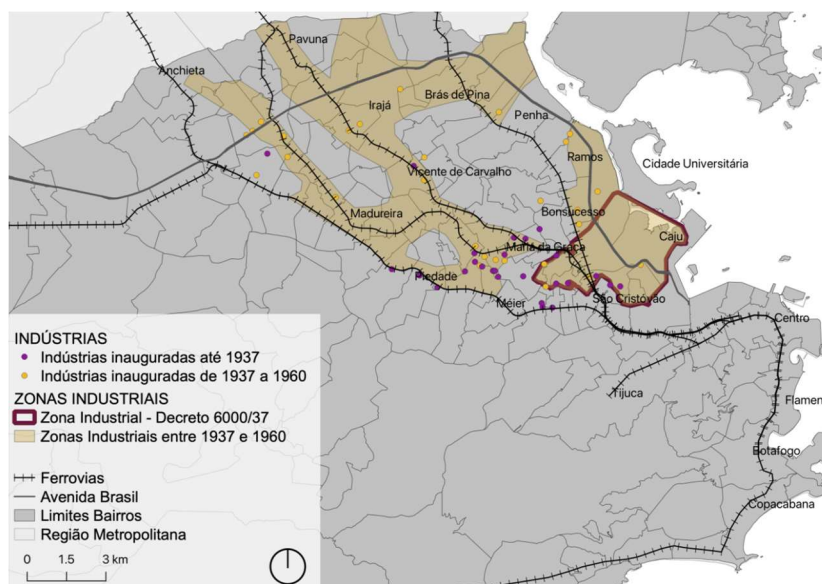 Pavuna
Anchieta
Irajá
Brás de Pina
Penha
Ramos
Cidade Universitária
Vicente de Carvalho
Madureira
Bonsucesso
Caju
Maria da Graça
Piedade
Méier
São Cristóvão
Centro
Tijuca
Flamen
Botafogo
Copacabana
INDÚSTRIAS
Indústrias inauguradas até 1937
Indústrias inauguradas de 1937 a 1960
ZONAS INDUSTRIAIS
Zona Industrial - Decreto 6000/37
Zonas Industriais entre 1937 e 1960
Ferrovias
Avenida Brasil
Limites Bairros
Região Metropolitana
0 1.5 3 km